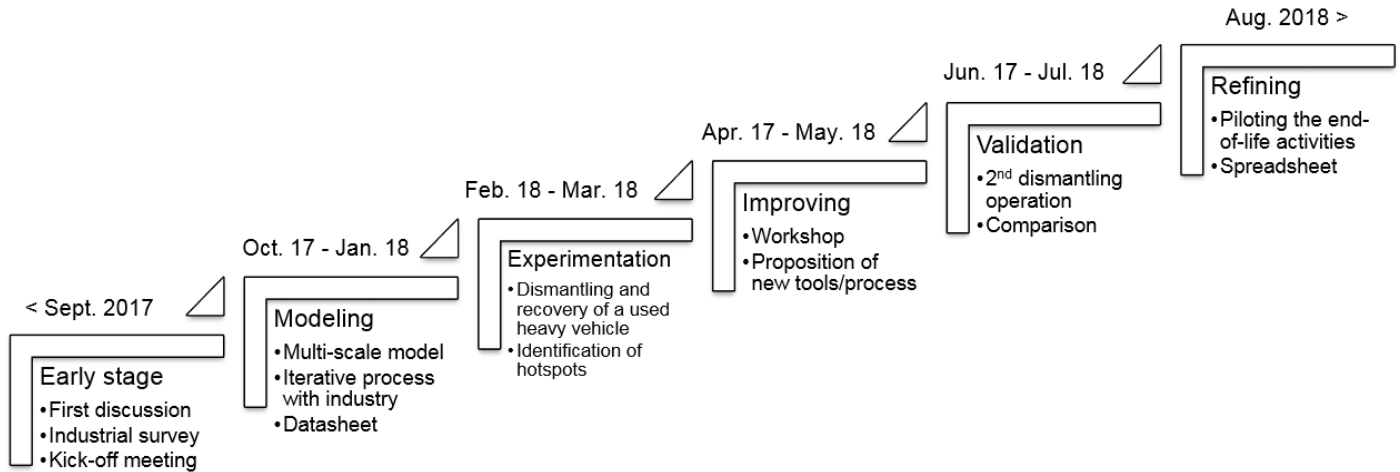 < Sept. 2017
Early stage
•First discussion
•Industrial survey
•Kick-off meeting
Oct. 17 - Jan. 18
Modeling
•Multi-scale model
•Iterative process
with industry
•Datasheet
Feb. 18 - Mar. 18
Experimentation
•Dismantling and
recovery of a used
heavy vehicle
•Identification of
hotspots
Apr. 17 - May. 18
Improving
•Workshop
•Proposition of
new tools/process
Jun. 17 - Jul. 18
Validation
•2nd dismantling
operation
•Comparison
Aug. 2018 >
Refining
•Piloting the end-
of-life activities
•Spreadsheet